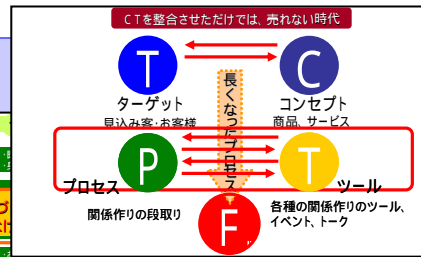 CTを整合させただけでは、売れない時代
T
C
ターゲット
コンセプト
見込み客・お客様
商品、サービス
長くなったプロセス
P
T
プロセス
ツール
関係作りの段取り
各種の関係作りのツール、
イベント、トーク
F